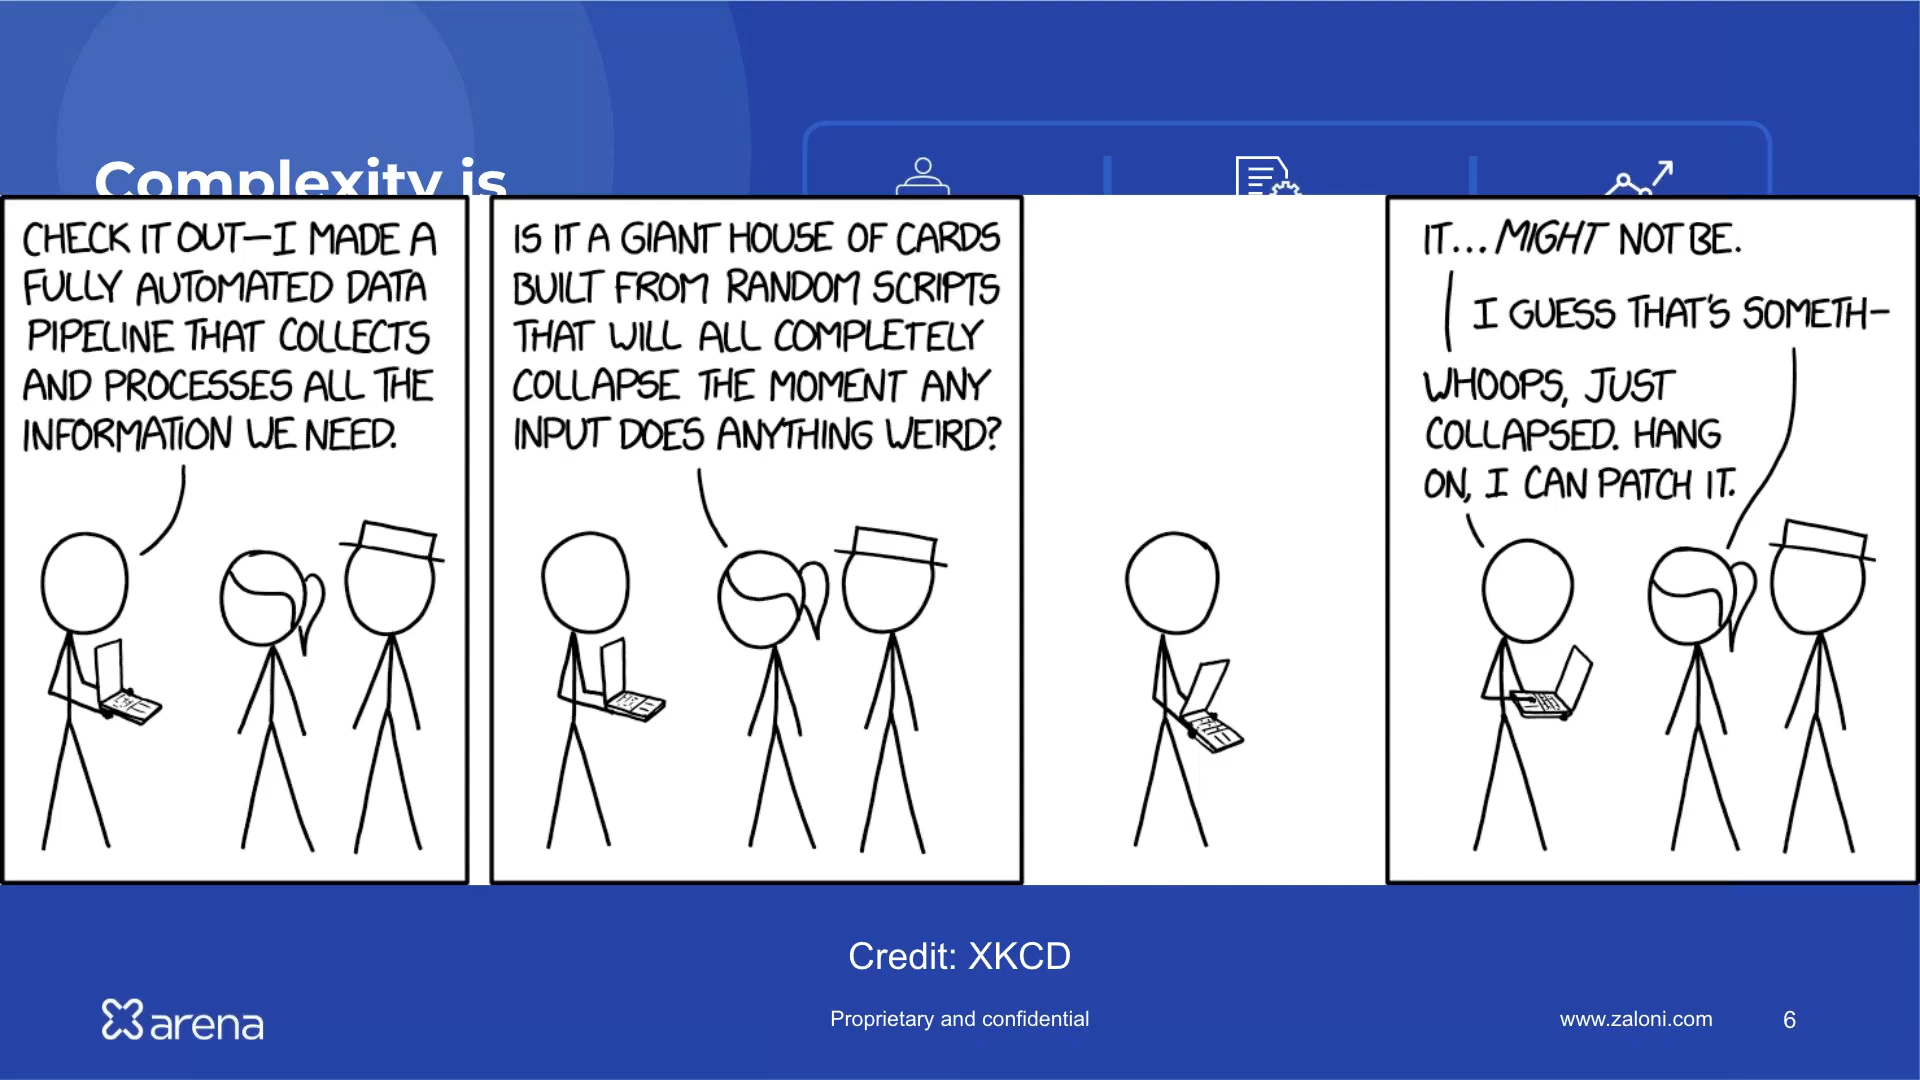 Complexity is
CHECK IT OUT—I MADE A
FULLY AUTOMATED DATA
PIPELINE THAT COLLECTS
AND PROCESSES ALL THE
INFORMATION WE NEED.
IS IT A GIANT HOUSE OF CARDS
BUILT FROM RANDOM SCRIPTS
THAT WILL ALL COMPLETELY
COLLAPSE THE MOMENT ANY
INPUT DOES ANYTHING WEIRD?
IT... MIGHT NOT BE.
I GUESS THAT'S SOMETH—
WHOOPS, JUST
COLLAPSED. HANG
ON, I CAN PATCH IT.
Credit: XKCD
arena
Proprietary and confidential
www.zaloni.com
6